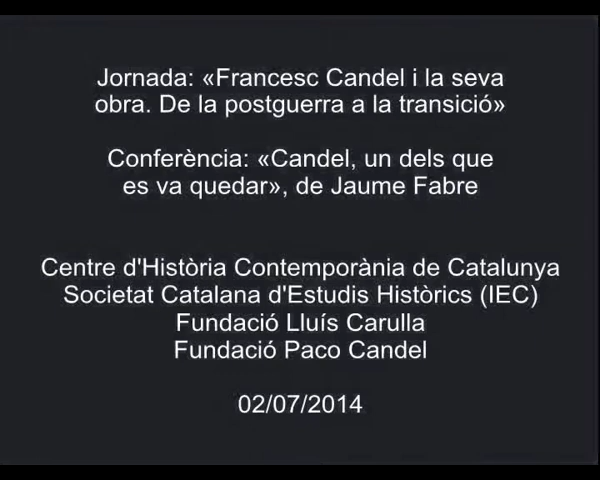 Jornada: «Francesc Candel i la seva
obra. De la postguerra a la transició»
Conferència: «Candel, un dels que
es va quedar», de Jaume Fabre
Centre d'Història Contemporània de Catalunya
Societat Catalana d'Estudis Històrics (IEC)
Fundació Lluís Carulla
Fundació Paco Candel
02/07/2014